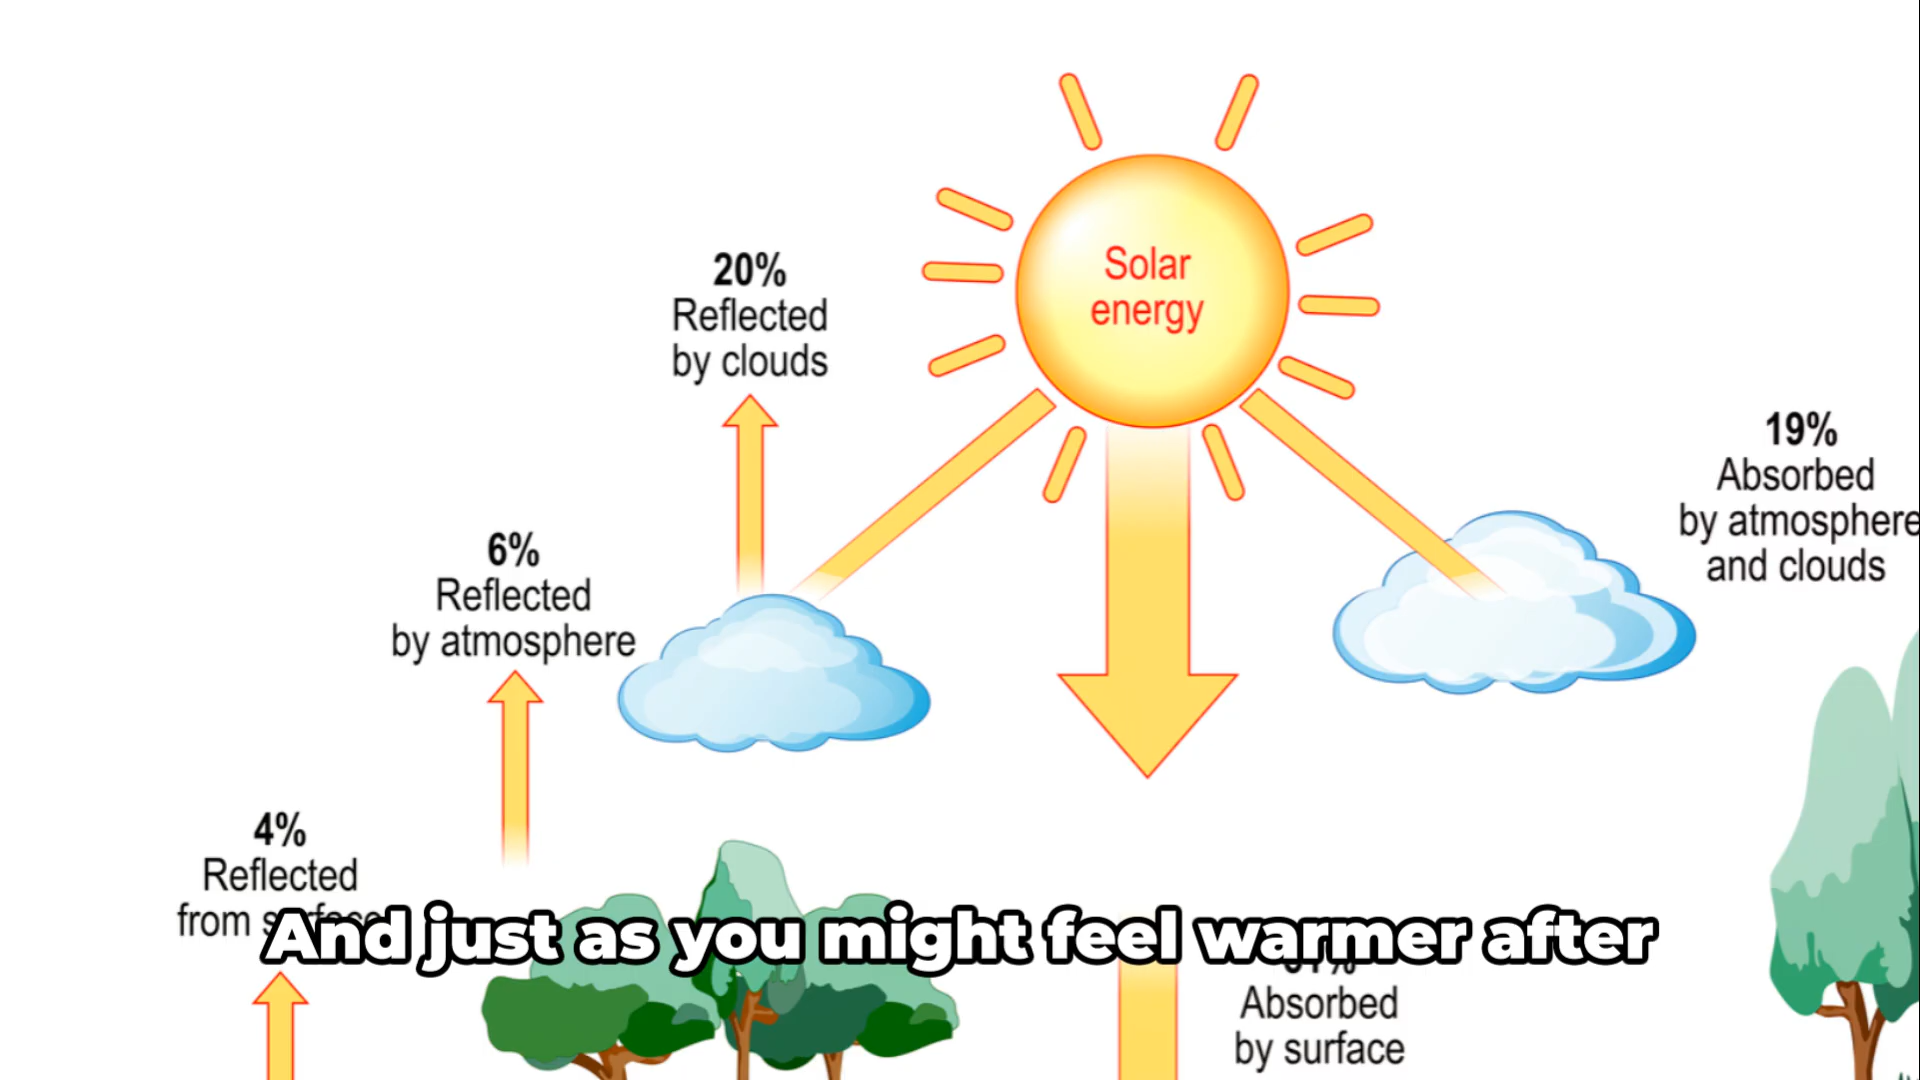 Solar
energy
20%
Reflected
by clouds
6%
Reflected
by atmosphere
4%
Reflected
from surface
19%
Absorbed
by atmosphere
and clouds
Absorbed
by surface
And just as you might feel warmer after